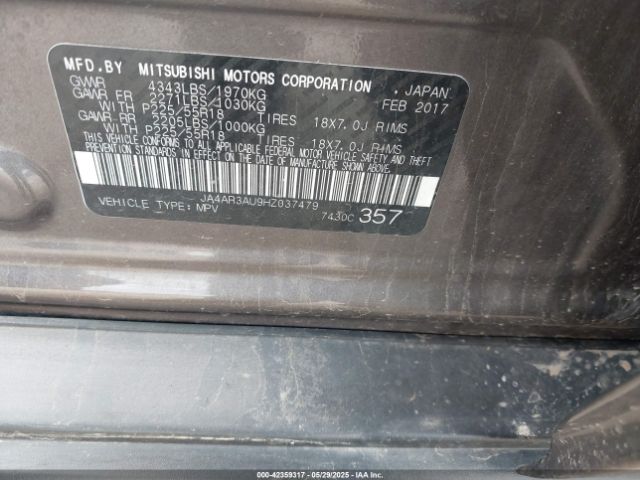 MFD.BY MITSUBISHI MOTORS CORPORATION , JAPAN
GVWR 4343LBS/1970KG FEB 2017
GAWR FR 2271LBS/1030KG
WITH P225/55R18 TIRES 18X7.0J RIMS
GAWR RR 2205LBS/1000KG
WITH P225/55R18 TIRES 18X7.0J RIMS
THIS VEHICLE CONFORMS TO ALL APPLICABLE FEDERAL MOTOR VEHICLE SAFETY AND THEFT
PREVENTION STANDARDS IN EFFECT ON THE DATE OF MANUFACTURE SHOWN ABOVE.
JA4AR3AU9HZ037479
VEHICLE TYPE: MPV 7430C 357
000-42359317 05/29/2025 - IAAI.COM